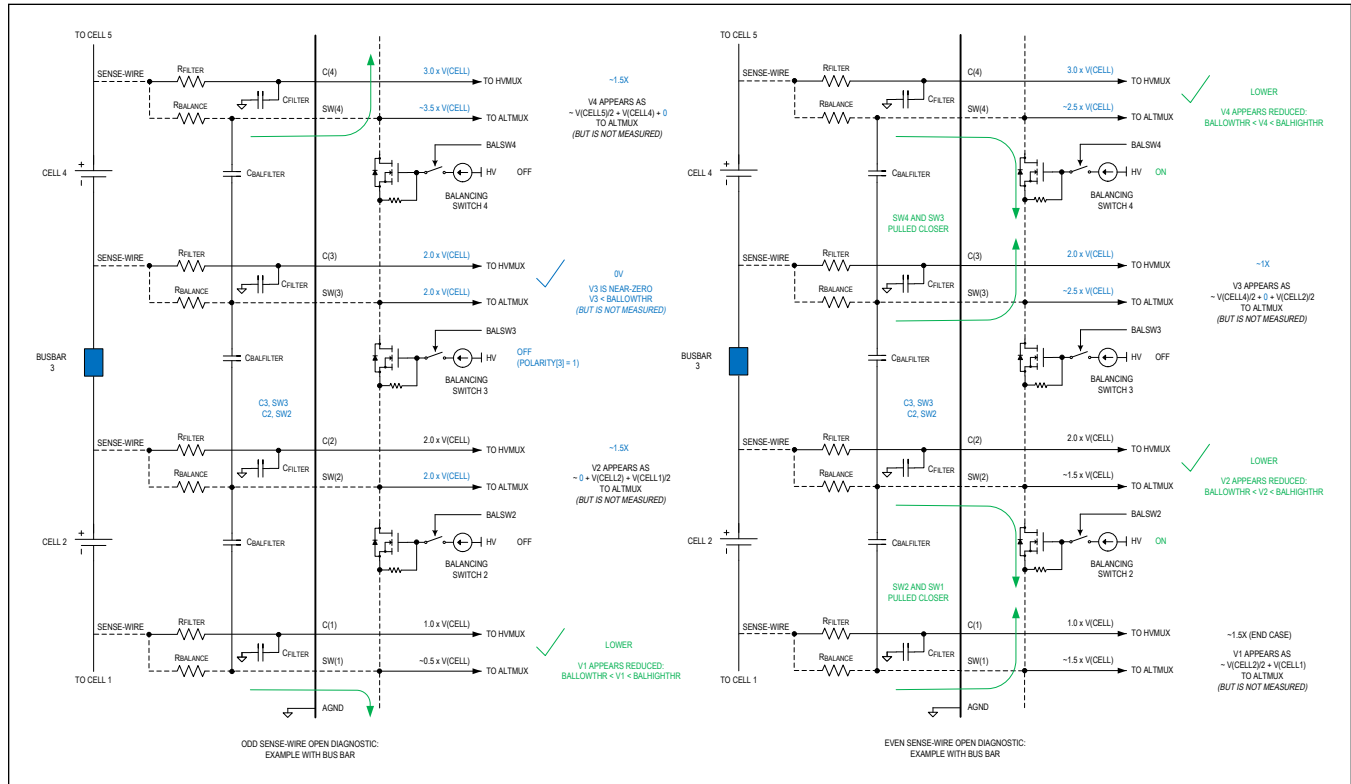 TO CELL 5
SENSE-WIRE
RFILTER
C(4)
3.0 x V(CELL)
TO HVMUX
RBALANCE
CFILTER
SW(4)
~3.5 x V(CELL)
TO ALTMUX
~1.5X
V4 APPEARS AS
~ V(CELL5)/2 + V(CELL4) + 0
TO ALTMUX
(BUT IS NOT MEASURED)
CELL 4
+
-
CBALFILTER
BALSW4
HV
OFF
BALANCING
SWITCH 4
SENSE-WIRE
RFILTER
C(3)
2.0 x V(CELL)
TO HVMUX
RBALANCE
CFILTER
SW(3)
2.0 x V(CELL)
TO ALTMUX
0V
V3 IS NEAR-ZERO
V3 < BALLOWTHR
(BUT IS NOT MEASURED)
BUSBAR
3
CBALFILTER
BALSW3
HV
OFF
(POLARITY[3] = 1)
BALANCING
SWITCH 3
C3, SW3
C2, SW2
SENSE-WIRE
RFILTER
C(2)
2.0 x V(CELL)
TO HVMUX
RBALANCE
CFILTER
SW(2)
2.0 x V(CELL)
TO ALTMUX
~1.5X
V2 APPEARS AS
~ 0 + V(CELL2) + V(CELL1)/2
TO ALTMUX
(BUT IS NOT MEASURED)
CELL 2
+
-
CBALFILTER
BALSW2
HV
OFF
BALANCING
SWITCH 2
SENSE-WIRE
RFILTER
C(1)
1.0 x V(CELL)
TO HVMUX
RBALANCE
CFILTER
SW(1)
~0.5 x V(CELL)
TO ALTMUX
LOWER
V1 APPEARS REDUCED:
BALLOWTHR < V1 < BALHIGHTHR
TO CELL 1
AGND
ODD SENSE-WIRE OPEN DIAGNOSTIC:
EXAMPLE WITH BUS BAR
TO CELL 5
SENSE-WIRE
RFILTER
C(4)
3.0 x V(CELL)
TO HVMUX
RBALANCE
CFILTER
SW(4)
~2.5 x V(CELL)
TO ALTMUX
LOWER
V4 APPEARS REDUCED:
BALLOWTHR < V4 < BALHIGHTHR
CELL 4
+
-
CBALFILTER
BALSW4
HV
ON
BALANCING
SWITCH 4
SW4 AND SW3
PULLED CLOSER
SENSE-WIRE
RFILTER
C(3)
2.0 x V(CELL)
TO HVMUX
RBALANCE
CFILTER
SW(3)
~2.5 x V(CELL)
TO ALTMUX
~1X
V3 APPEARS AS
~ V(CELL4)/2 + 0 + V(CELL2)/2
TO ALTMUX
(BUT IS NOT MEASURED)
BUSBAR
3
CBALFILTER
BALSW3
HV
OFF
BALANCING
SWITCH 3
C3, SW3
C2, SW2
SENSE-WIRE
RFILTER
C(2)
2.0 x V(CELL)
TO HVMUX
RBALANCE
CFILTER
SW(2)
~1.5 x V(CELL)
TO ALTMUX
LOWER
V2 APPEARS REDUCED:
BALLOWTHR < V2 < BALHIGHTHR
CELL 2
+
-
CBALFILTER
BALSW2
HV
ON
BALANCING
SWITCH 2
SW2 AND SW1
PULLED CLOSER
SENSE-WIRE
RFILTER
C(1)
1.0 x V(CELL)
TO HVMUX
RBALANCE
CFILTER
SW(1)
~1.5 x V(CELL)
TO ALTMUX
~1.5X (END CASE)
V1 APPEARS AS
~ V(CELL2)/2 + V(CELL1)
TO ALTMUX
(BUT IS NOT MEASURED)
TO CELL 1
AGND
EVEN SENSE-WIRE OPEN DIAGNOSTIC:
EXAMPLE WITH BUS BAR